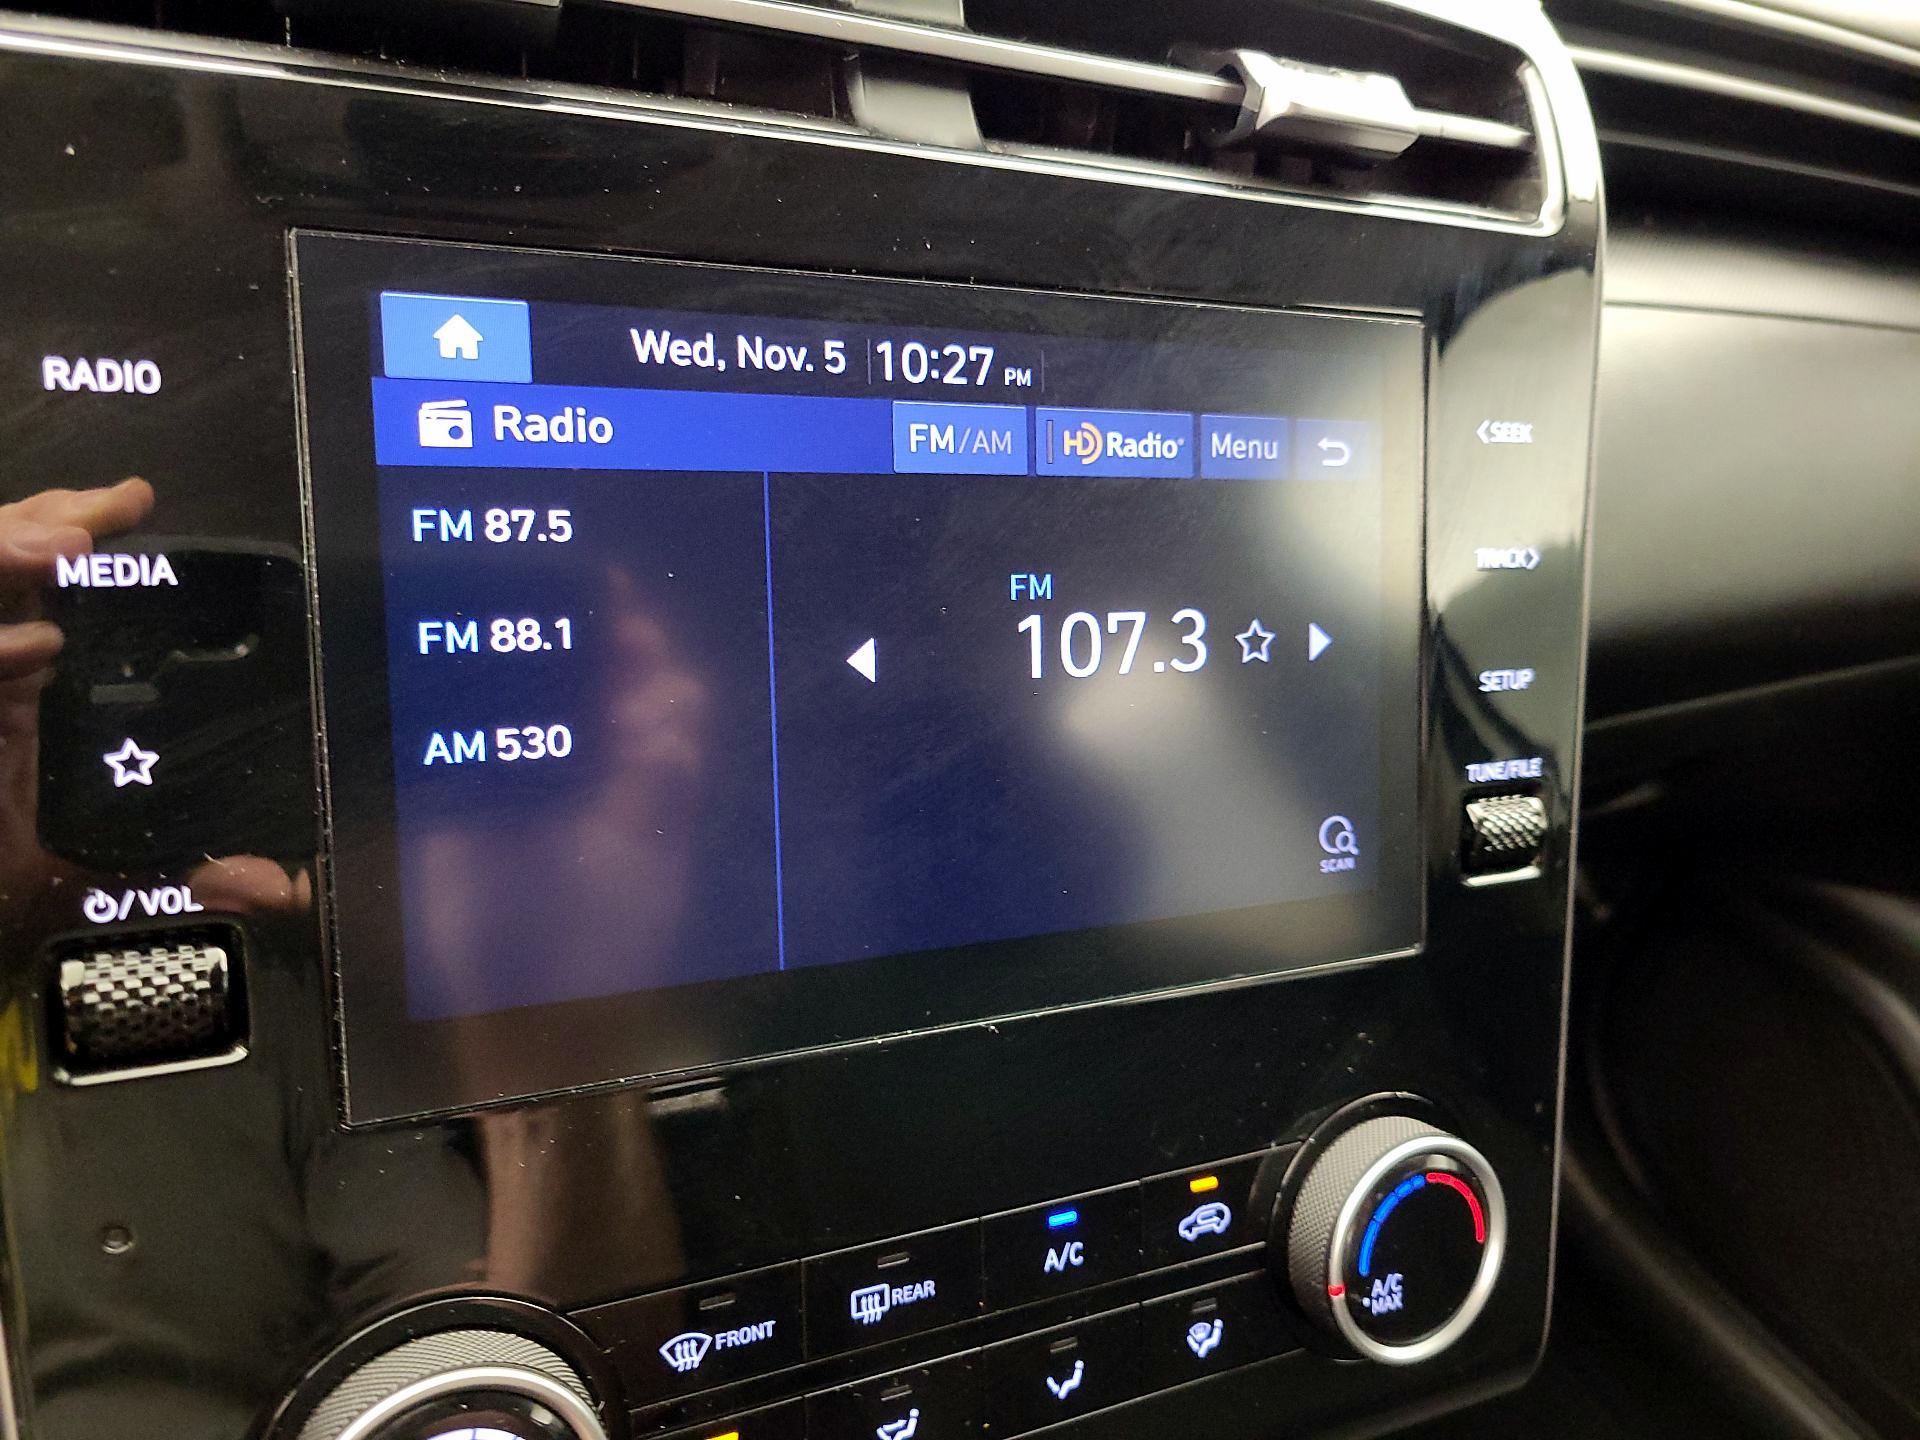 Wed, Nov. 5 10:27 PM
Radio FM/AM HD Radio Menu
FM 87.5
FM 88.1
AM 530
FM
107.3
SCAN
RADIO
MEDIA
/ VOL
< SEEK
TRACK >
SETUP
TUNE/FILE
FRONT
REAR
A/C
A/C
MAX